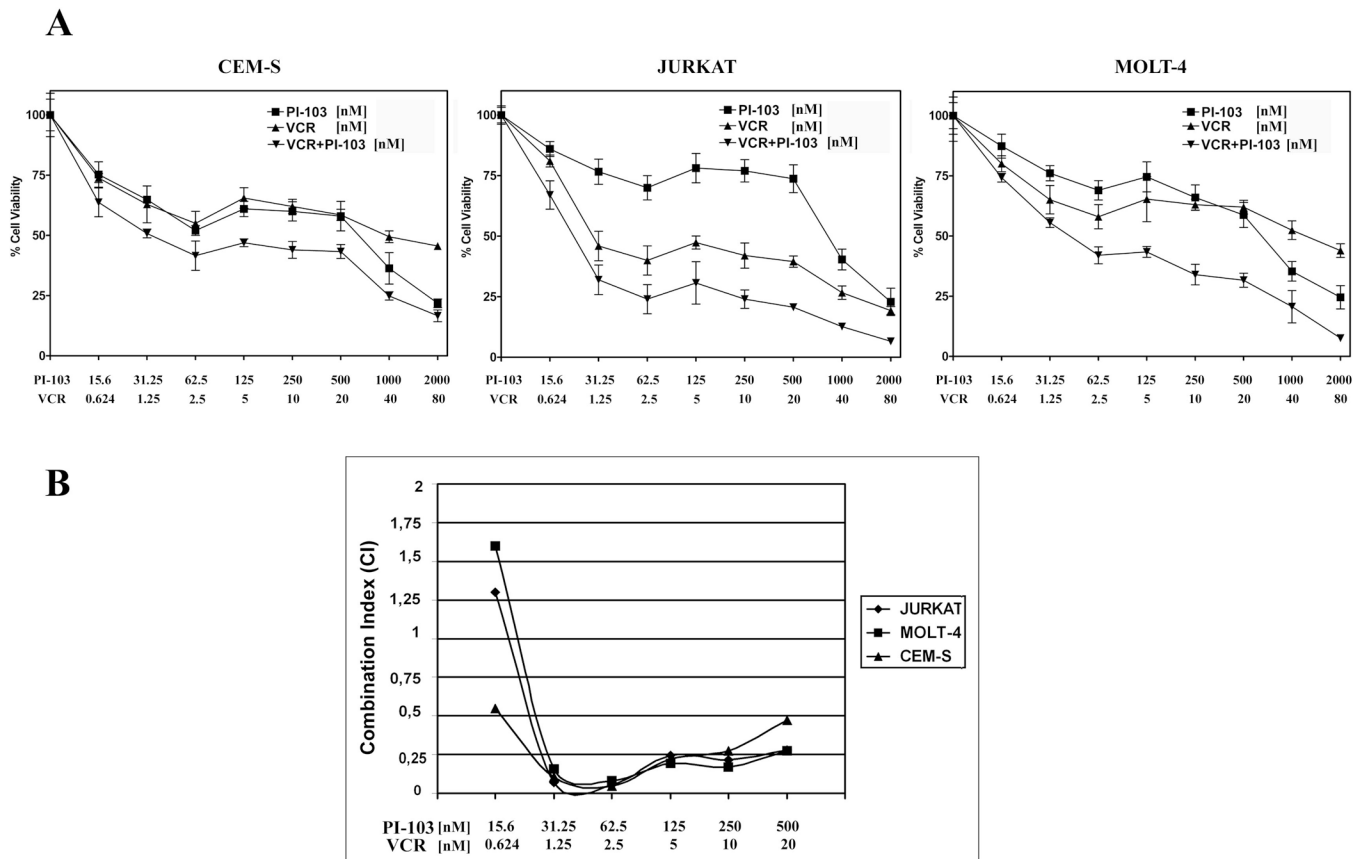 A
CEM-S
JURKAT
MOLT-4
100
75
50
25
0
% Cell Viability
PI-103 [nM]
VCR [nM]
VCR+PI-103 [nM]
PI-103 15.6 31.25 62.5 125 250 500 1000 2000
VCR 0.624 1.25 2.5 5 10 20 40 80
100
75
50
25
0
% Cell Viability
PI-103 [nM]
VCR [nM]
VCR+PI-103 [nM]
PI-103 15.6 31.25 62.5 125 250 500 1000 2000
VCR 0.624 1.25 2.5 5 10 20 40 80
100
75
50
25
0
% Cell Viability
PI-103 [nM]
VCR [nM]
VCR+PI-103 [nM]
PI-103 15.6 31.25 62.5 125 250 500 1000 2000
VCR 0.624 1.25 2.5 5 10 20 40 80
B
2
1,75
1,5
1,25
1
0,75
0,5
0,25
0
Combination Index (CI)
JURKAT
MOLT-4
CEM-S
PI-103 [nM] 15.6 31.25 62.5 125 250 500
VCR [nM] 0.624 1.25 2.5 5 10 20